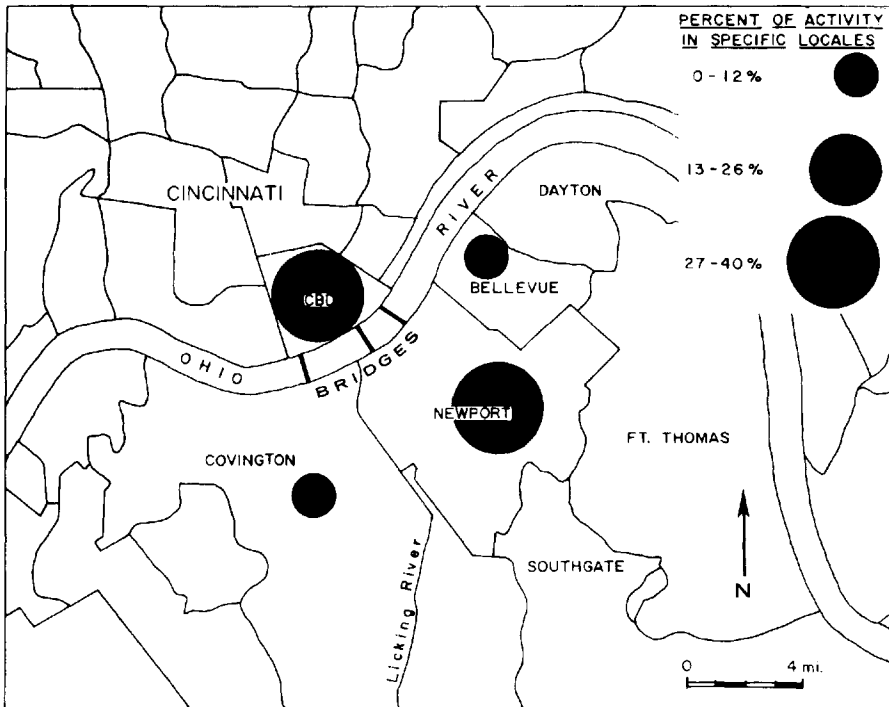 PERCENT OF ACTIVITY
IN SPECIFIC LOCALES
0-12%
13-26%
27-40%
CINCINNATI
RIVER
DAYTON
CBD
BELLEVUE
OHIO
BRIDGES
NEWPORT
FT. THOMAS
COVINGTON
SOUTHGATE
N
Licking River
0 4 mi.